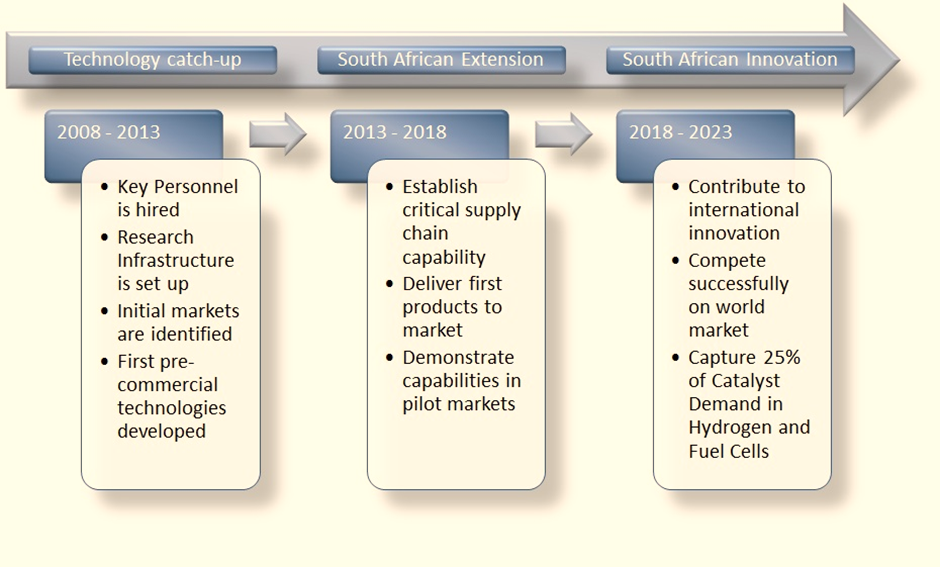 Technology catch-up
South African Extension
South African Innovation
2008 - 2013
• Key Personnel
is hired
• Research
Infrastructure
is set up
• Initial markets
are identified
• First pre-
commercial
technologies
developed
2013 - 2018
• Establish
critical supply
chain
capability
• Deliver first
products to
market
• Demonstrate
capabilities in
pilot markets
2018 - 2023
• Contribute to
international
innovation
• Compete
successfully
on world
market
• Capture 25%
of Catalyst
Demand in
Hydrogen and
Fuel Cells